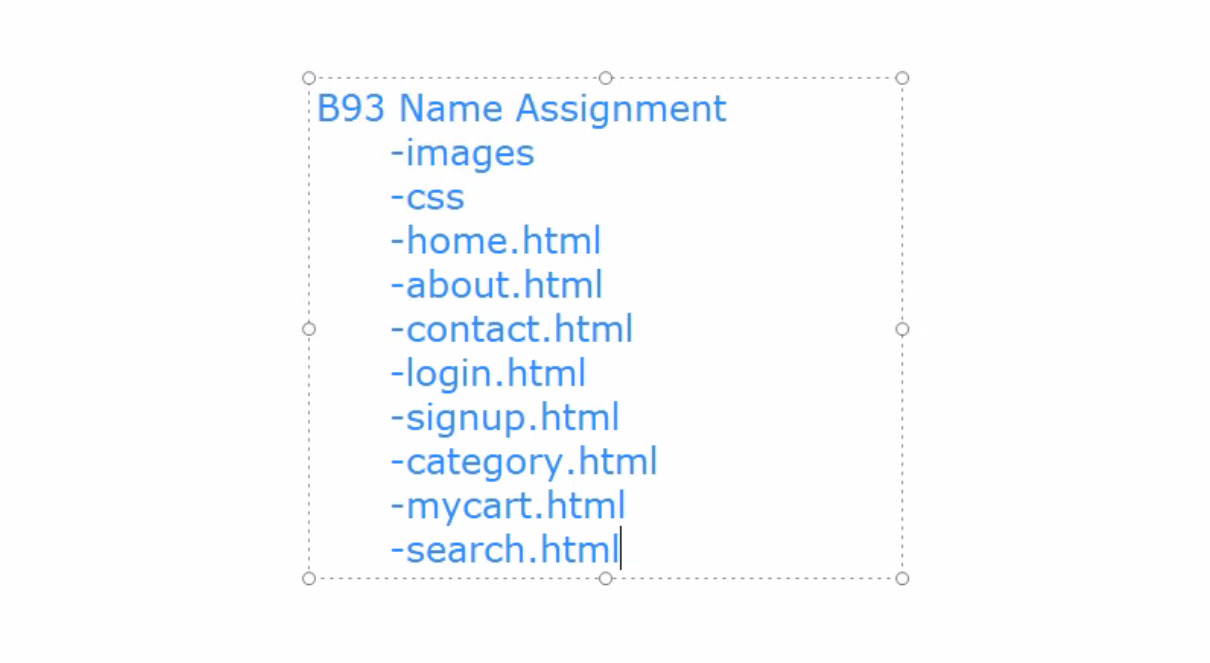 B93 Name Assignment
-images
-css
-home.html
-about.html
-contact.html
-login.html
-signup.html
-category.html
-mycart.html
-search.html